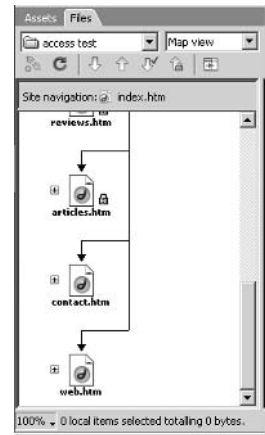 Assets Files
access test Map view
Site navigation: index.htm
reviews.htm
articles.htm
contact.htm
web.htm
100% 0 local items selected totalling 0 bytes.